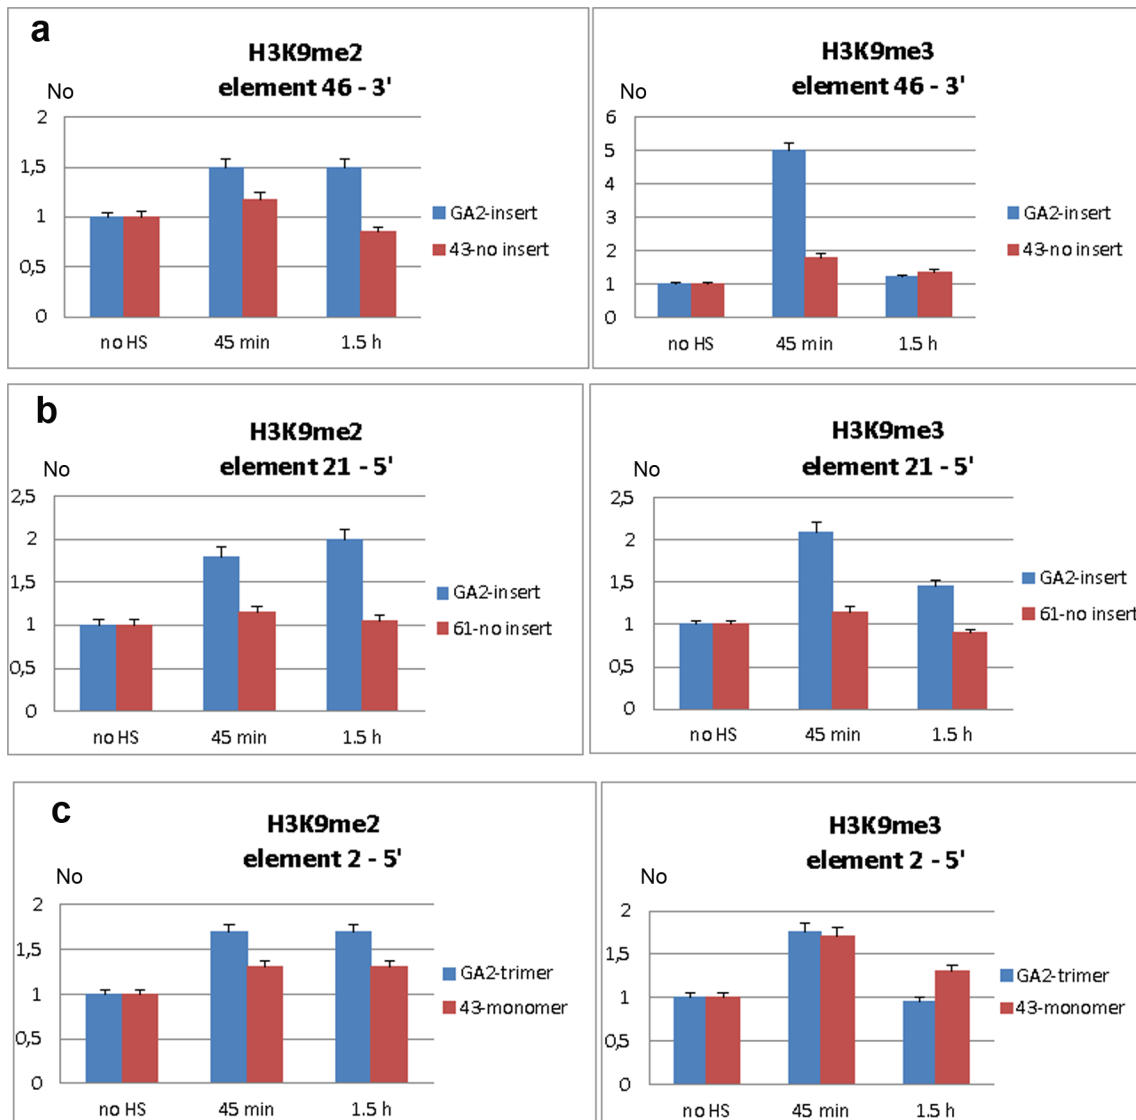 a
H3K9me2
element 46 - 3'
No
2
1,5
1
0,5
0
no HS
45 min
1.5 h
GA2-insert
43-no insert
H3K9me3
element 46 - 3'
No
6
5
4
3
2
1
0
no HS
45 min
1.5 h
GA2-insert
43-no insert
b
H3K9me2
element 21 - 5'
No
2,5
2
1,5
1
0,5
0
no HS
45 min
1.5 h
GA2-insert
61-no insert
H3K9me3
element 21 - 5'
No
2,5
2
1,5
1
0,5
0
no HS
45 min
1.5 h
GA2-insert
61-no insert
c
H3K9me2
element 2 - 5'
No
2
1,5
1
0,5
0
no HS
45 min
1.5 h
GA2-trimer
43-monomer
H3K9me3
element 2 - 5'
No
2
1,5
1
0,5
0
no HS
45 min
1.5 h
GA2-trimer
43-monomer